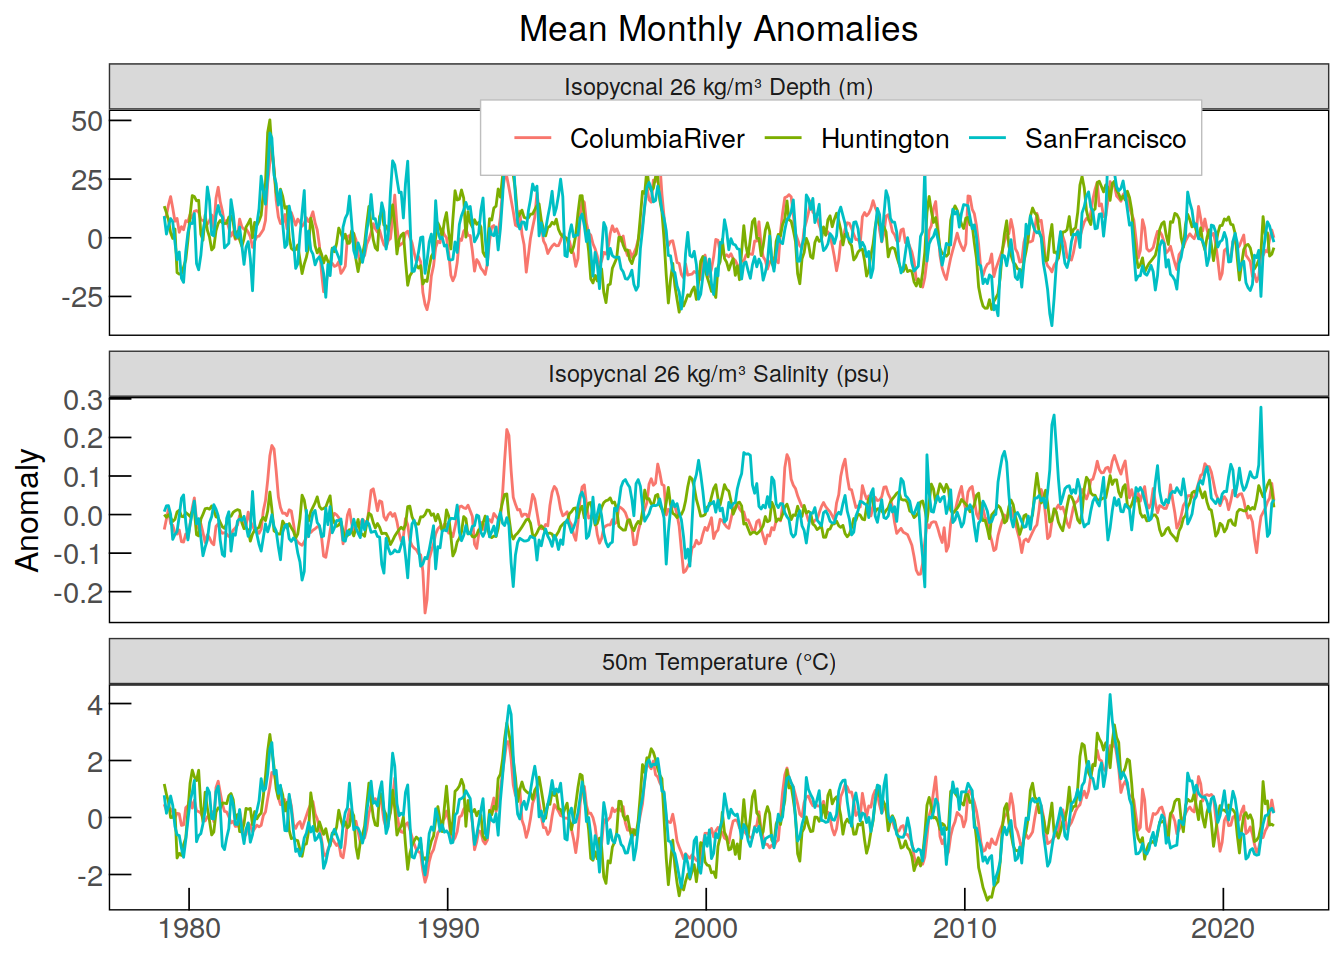 Mean Monthly Anomalies
Isopycnal 26 kg/m³ Depth (m)
ColumbiaRiver Huntington SanFrancisco
50
25
0
-25
Isopycnal 26 kg/m³ Salinity (psu)
0.3
0.2
0.1
0.0
-0.1
-0.2
Anomaly
50m Temperature (°C)
4
2
0
-2
1980 1990 2000 2010 2020